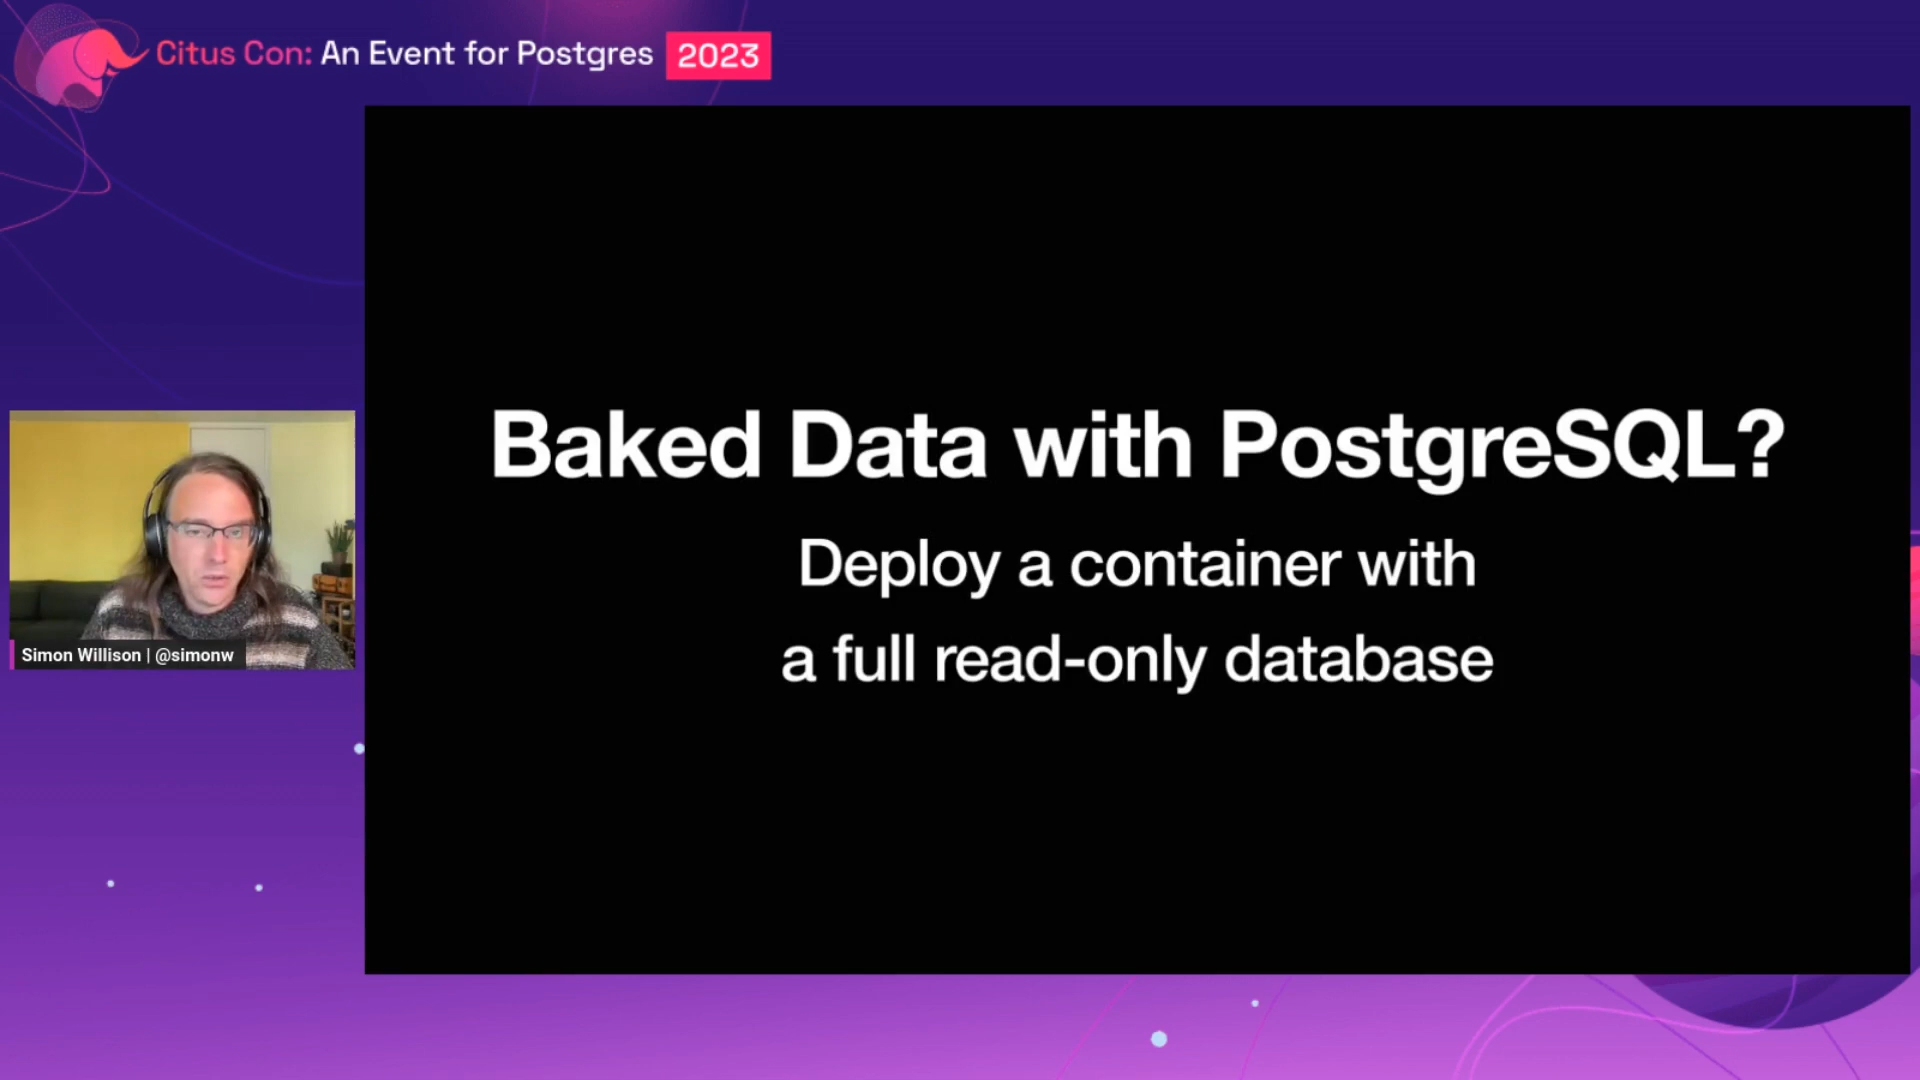 Citus Con: An Event for Postgres 2023
Baked Data with PostgreSQL?
Deploy a container with
a full read-only database
Simon Willison | @simonw